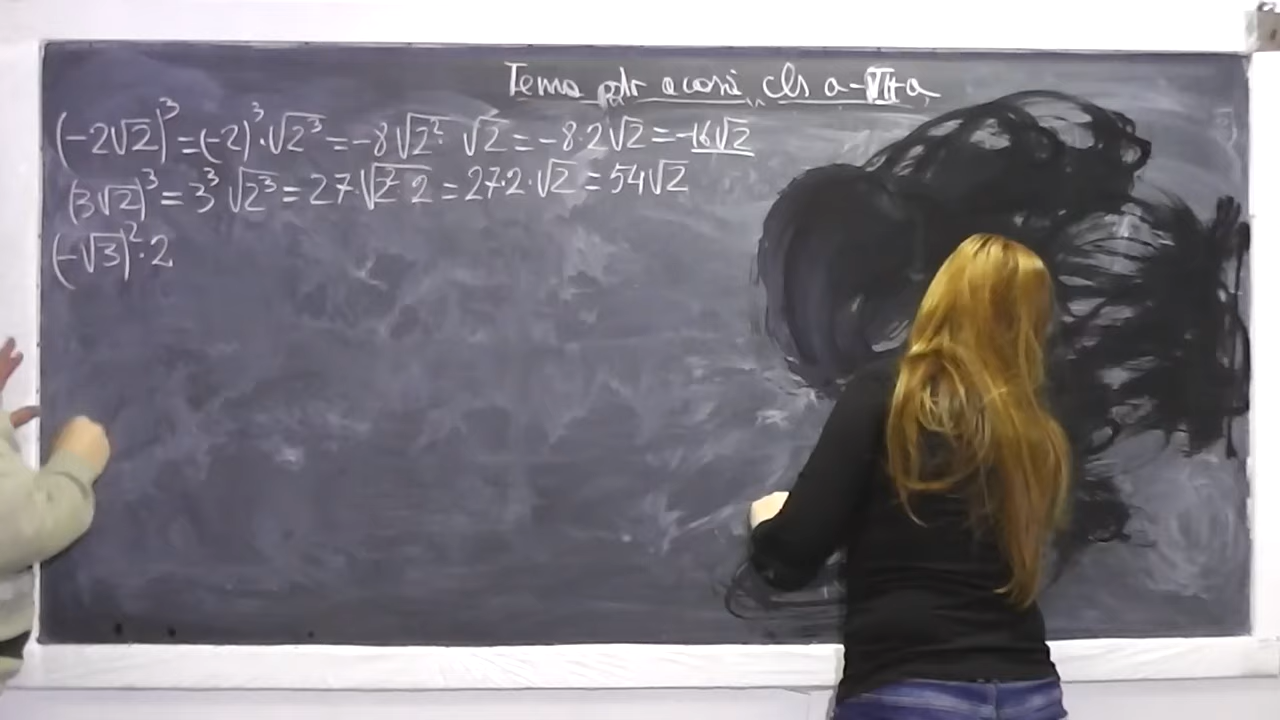 Tema ptr acasă cls a-VII-a
(-2√2)³ = (-2)³·√2³ = -8√2²· √2 = -8·2√2 = -16√2
(3√2)³ = 3³ √2³ = 27·√2²·2 = 27·2·√2 = 54√2
(-√3)²·2